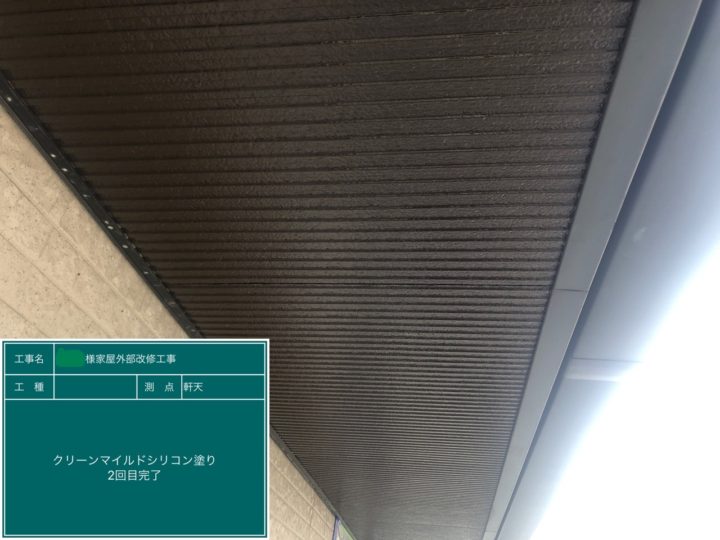 工事名 様家屋外部改修工事
工 種 測 点 軒天
クリーンマイルドシリコン塗り
2回目完了